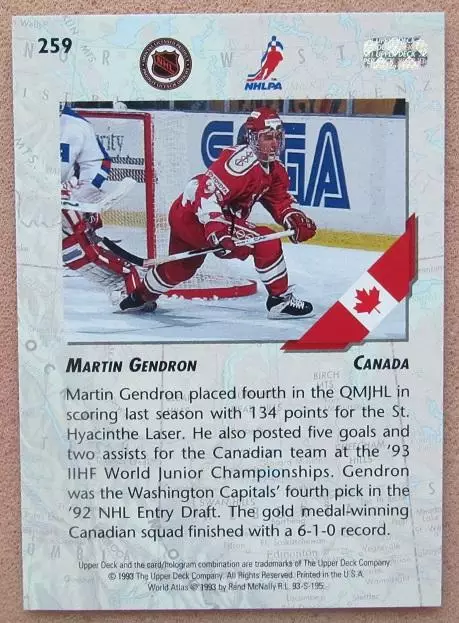 259
NHL
NHLPA
UPPER DECK
rity
SEGA
MARTIN GENDRON
CANADA
Martin Gendron placed fourth in the QMJHL in
scoring last season with 134 points for the St.
Hyacinthe Laser. He also posted five goals and
two assists for the Canadian team at the '93
IIHF World Junior Championships. Gendron
was the Washington Capitals' fourth pick in the
'92 NHL Entry Draft. The gold medal-winning
Canadian squad finished with a 6-1-0 record.
Upper Deck and the card/hologram combination are trademarks of The Upper Deck Company.
© 1993 The Upper Deck Company. All Rights Reserved. Printed in the U.S.A.
World Atlas © 1993 by Rand McNally R.L. 93-S-195.